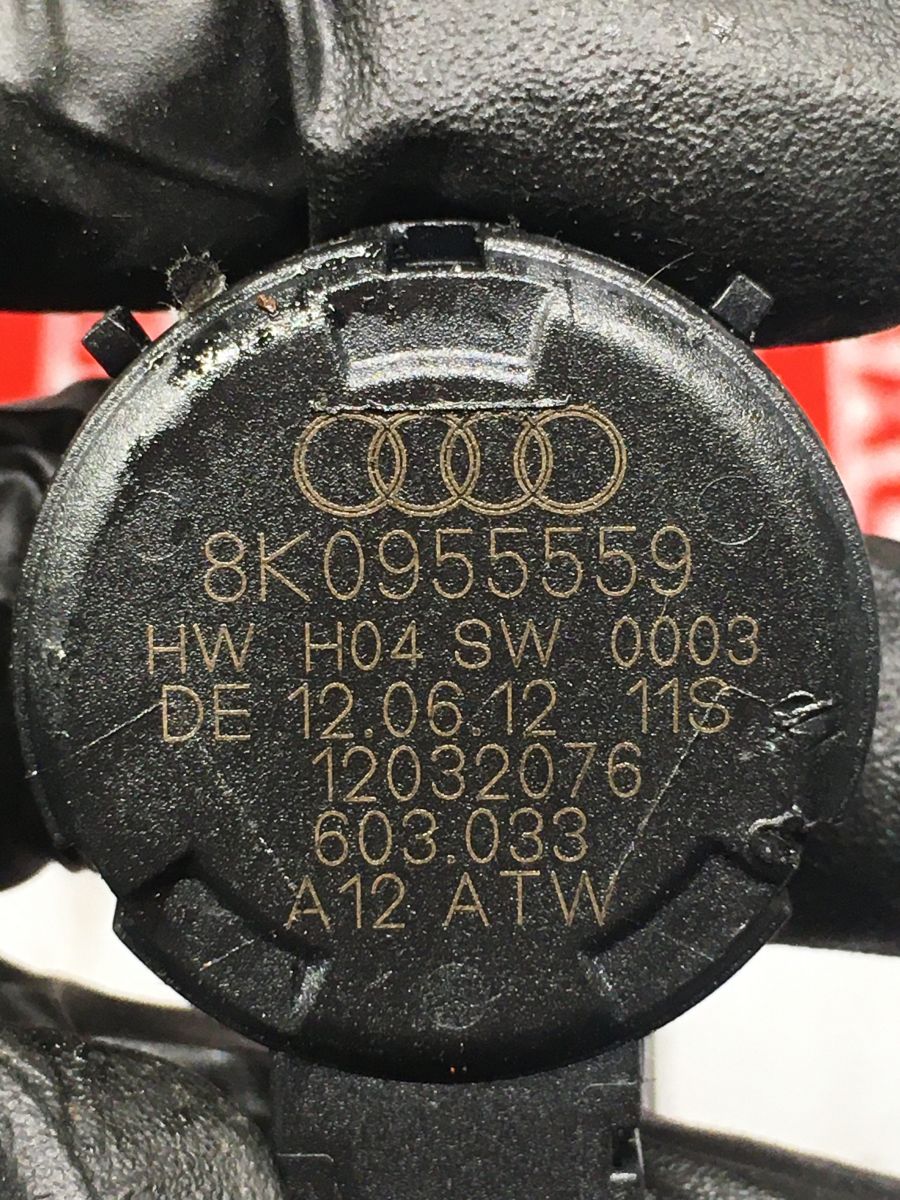 8K0955559
HW H04 SW 0003
DE 12.06.12 11S
12032076
603.033
A12 ATW